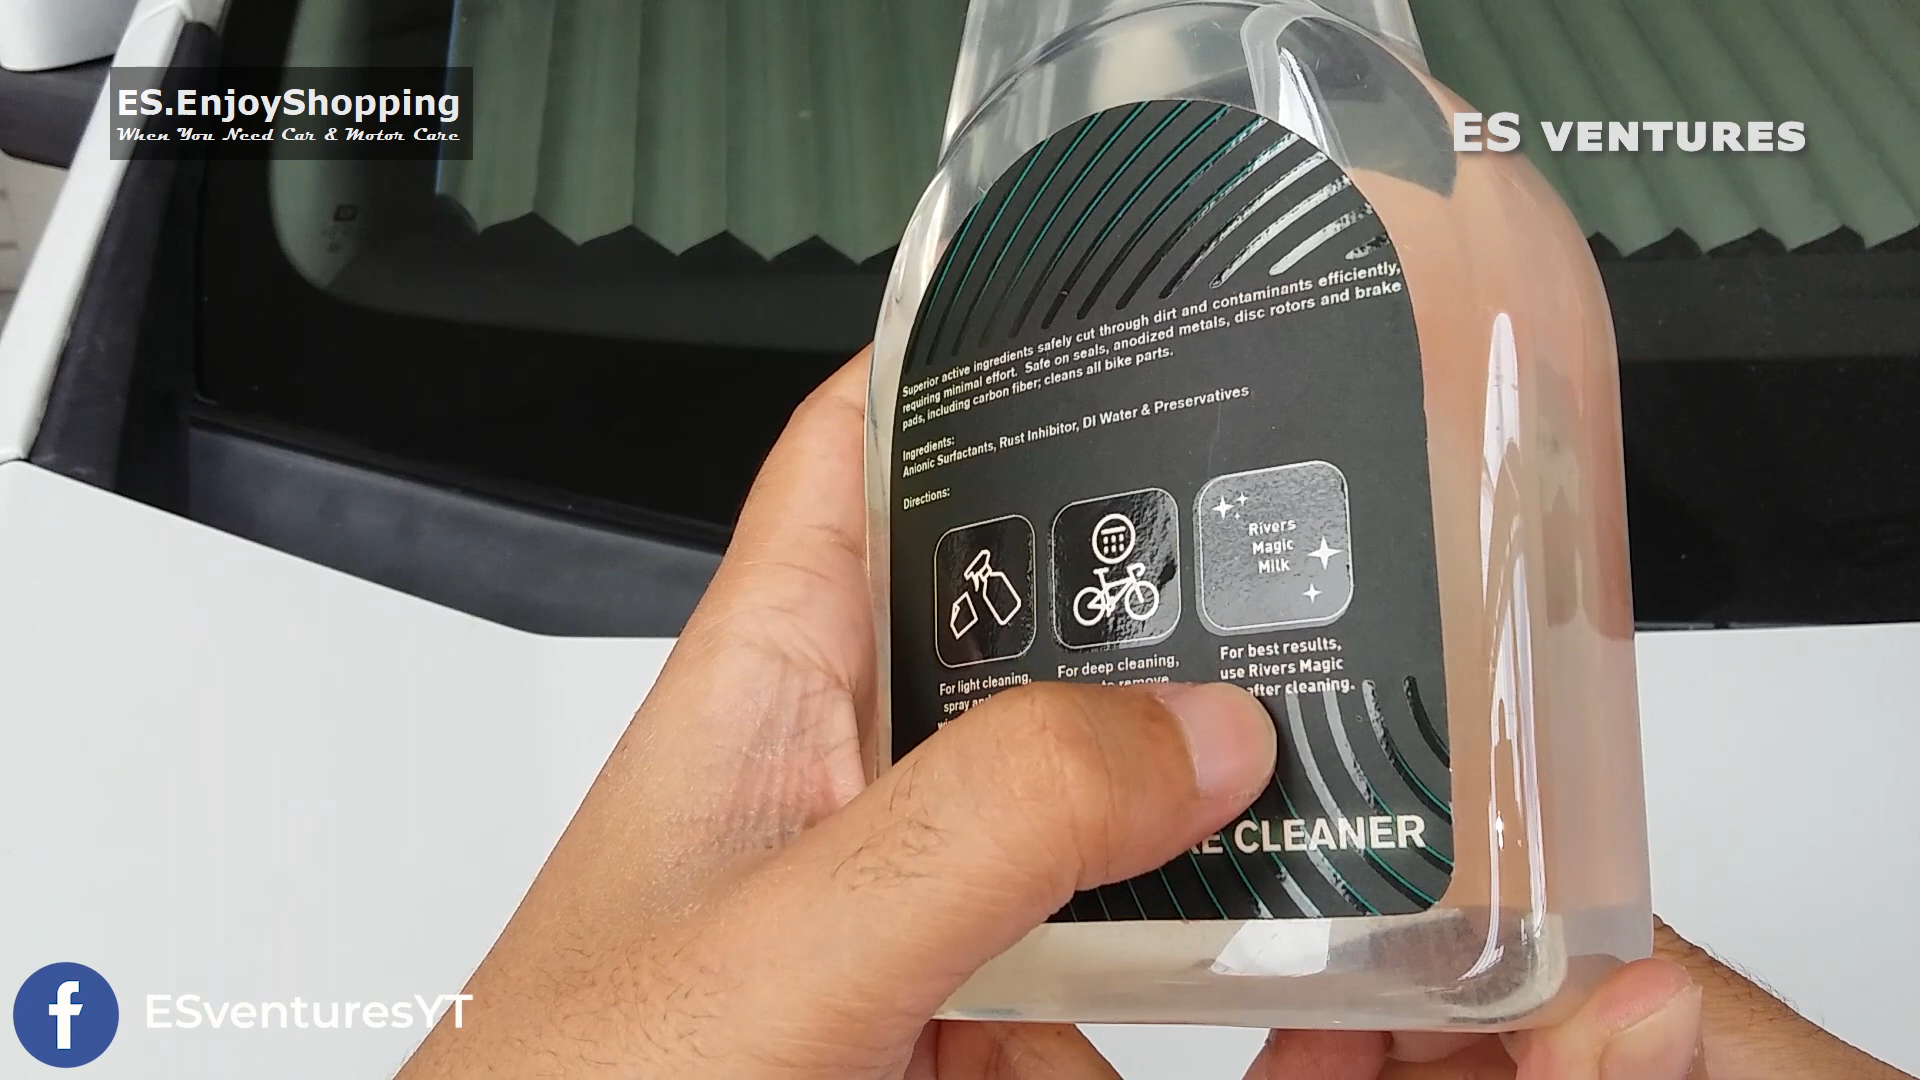 ES.EnjoyShopping
When You Need Car & Motor Care
ES VENTURES
Superior active ingredients safely cut through dirt and contaminants efficiently,
requiring minimal effort. Safe on seals, anodized metals, disc rotors and brake
pads, including carbon fiber; cleans all bike parts.
Ingredients:
Anionic Surfactants, Rust Inhibitor, DI Water & Preservatives
Directions:
Rivers
Magic
Milk
For light cleaning,
spray
For deep cleaning,
to remove
For best results,
use Rivers Magic
after cleaning.
CLEANER
f
ESventuresYT